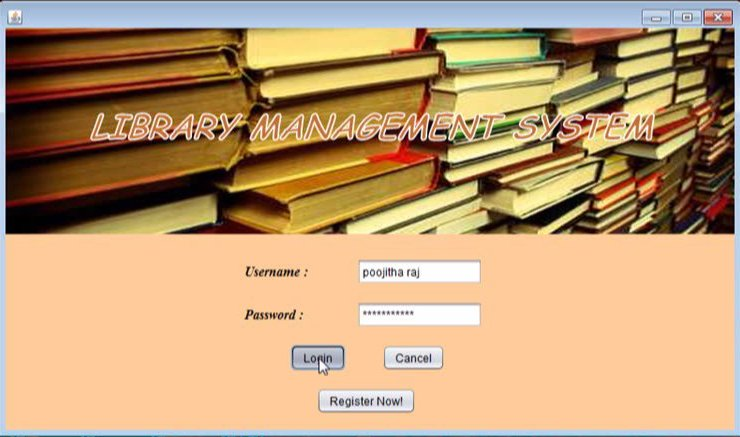 LIBRARY MANAGEMENT SYSTEM
Username :
poojitha raj
Password :
***********
Login
Cancel
Register Now!